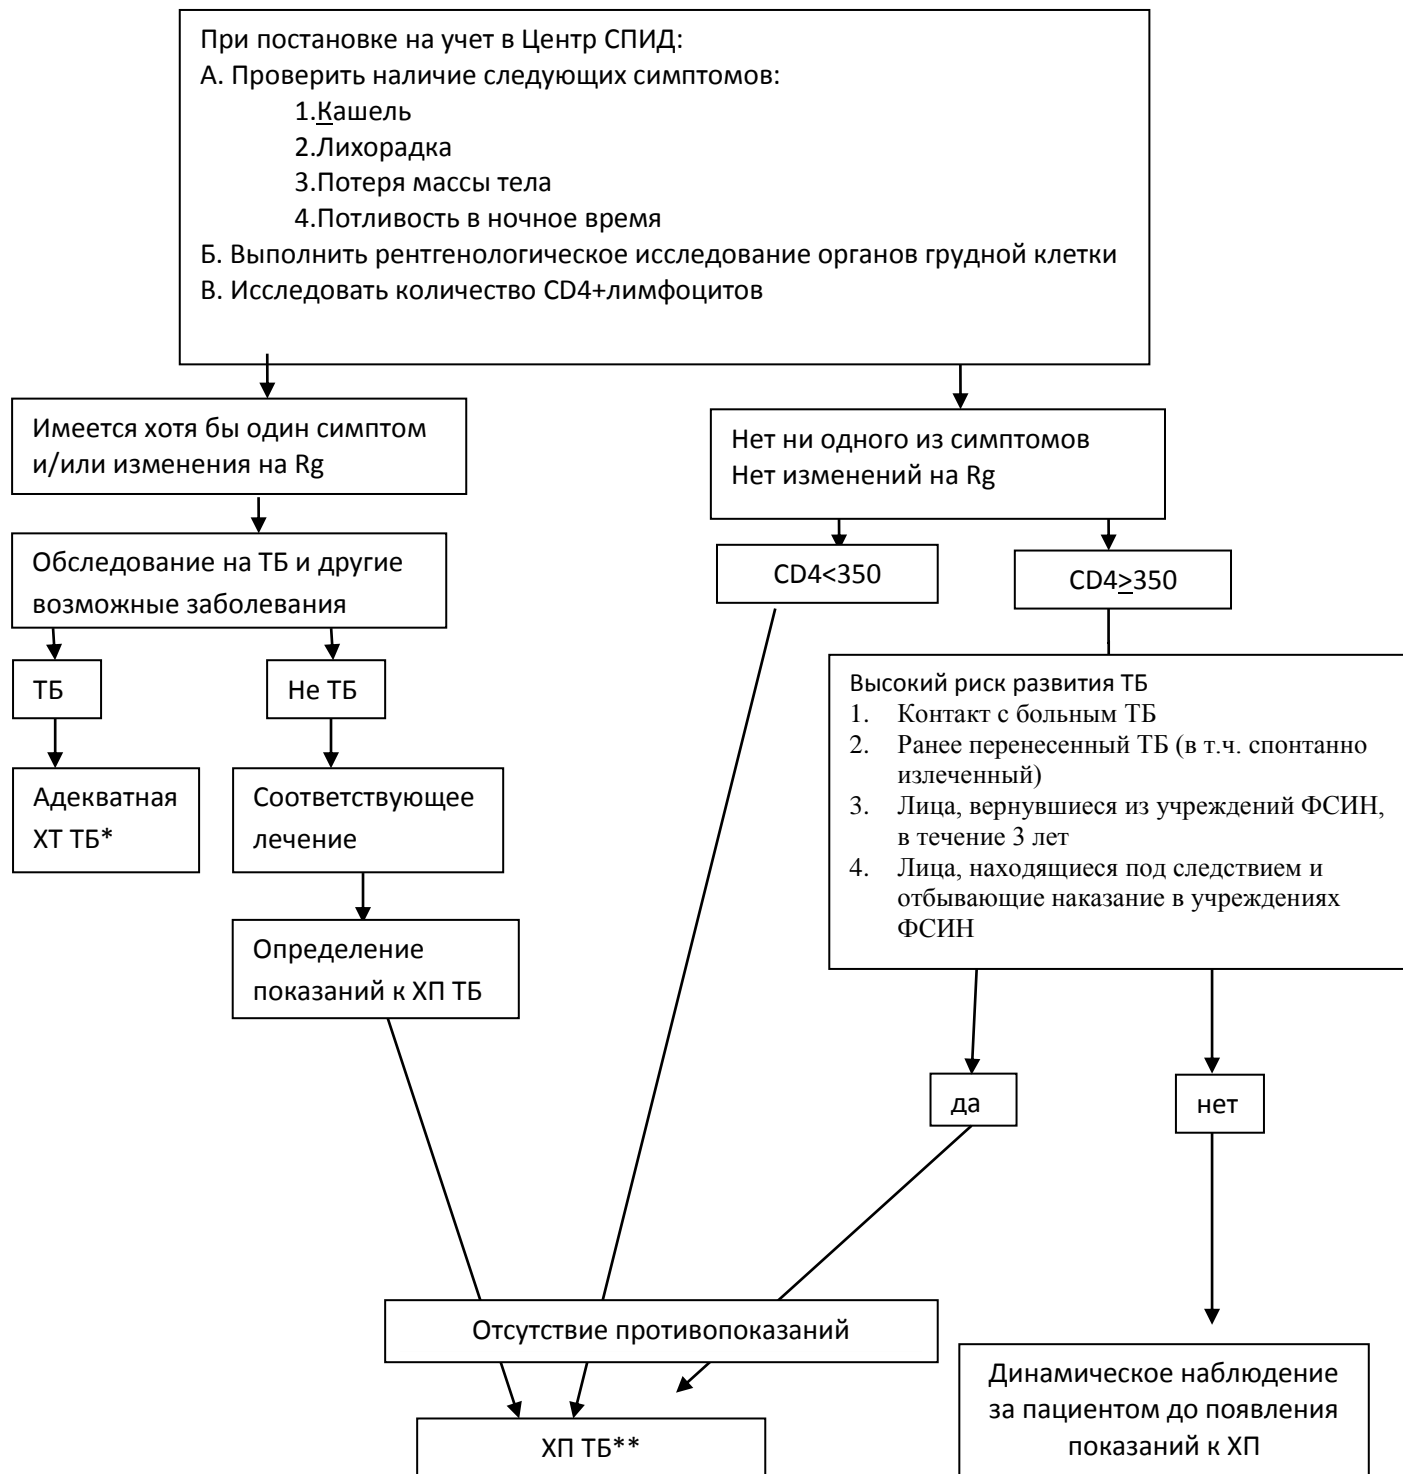 При постановке на учет в Центр СПИД:
А. Проверить наличие следующих симптомов:
1.Кашель
2.Лихорадка
3.Потеря массы тела
4.Потливость в ночное время
Б. Выполнить рентгенологическое исследование органов грудной клетки
В. Исследовать количество CD4+лимфоцитов
Имеется хотя бы один симптом
и/или изменения на Rg
Нет ни одного из симптомов
Нет изменений на Rg
Обследование на ТБ и другие
возможные заболевания
CD4<350
CD4≥350
ТБ
Не ТБ
Высокий риск развития ТБ
1. Контакт с больным ТБ
2. Ранее перенесенный ТБ (в т.ч. спонтанно
излеченный)
3. Лица, вернувшиеся из учреждений ФСИН,
в течение 3 лет
4. Лица, находящиеся под следствием и
отбывающие наказание в учреждениях
ФСИН
Адекватная
ХТ ТБ*
Соответствующее
лечение
Определение
показаний к ХП ТБ
да
нет
Отсутствие противопоказаний
ХП ТБ**
Динамическое наблюдение
за пациентом до появления
показаний к ХП